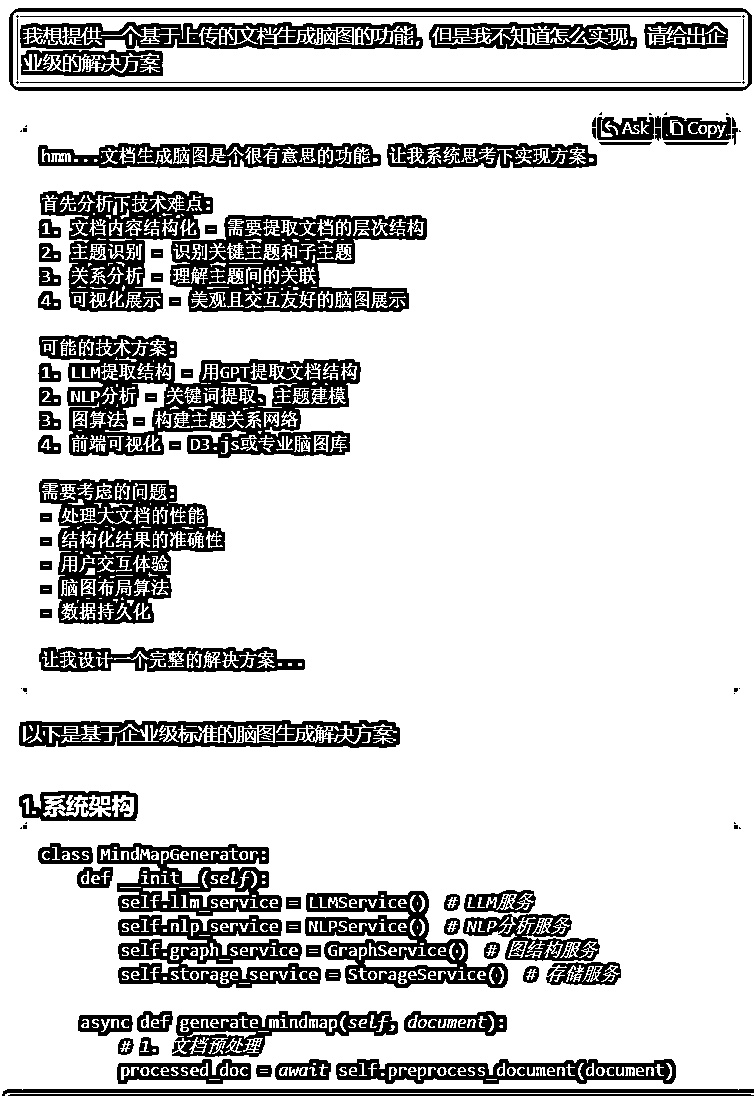 我想提供一个基于上传的文档生成脑图的功能，但是我不知道怎么实现，请给出企
业级的解决方案
Ask Copy
hmm...文档生成脑图是个很有意思的功能. 让我系统思考下实现方案.
首先分析下技术难点:
1. 文档内容结构化 - 需要提取文档的层次结构
2. 主题识别 - 识别关键主题和子主题
3. 关系分析 - 理解主题间的关联
4. 可视化展示 - 美观且交互友好的脑图展示
可能的技术方案:
1. LLM提取结构 - 用GPT提取文档结构
2. NLP分析 - 关键词提取、主题建模
3. 图算法 - 构建主题关系网络
4. 前端可视化 - D3.js或专业脑图库
需要考虑的问题:
- 处理大文档的性能
- 结构化结果的准确性
- 用户交互体验
- 脑图布局算法
- 数据持久化
让我设计一个完整的解决方案...
以下是基于企业级标准的脑图生成解决方案:
1. 系统架构
class MindMapGenerator:
def __init__(self):
self.llm_service = LLMService() # LLM服务
self.nlp_service = NLPService() # NLP分析服务
self.graph_service = GraphService() # 图结构服务
self.storage_service = StorageService() # 存储服务
async def generate_mindmap(self, document):
# 1. 文档预处理
processed_doc = await self.preprocess_document(document)